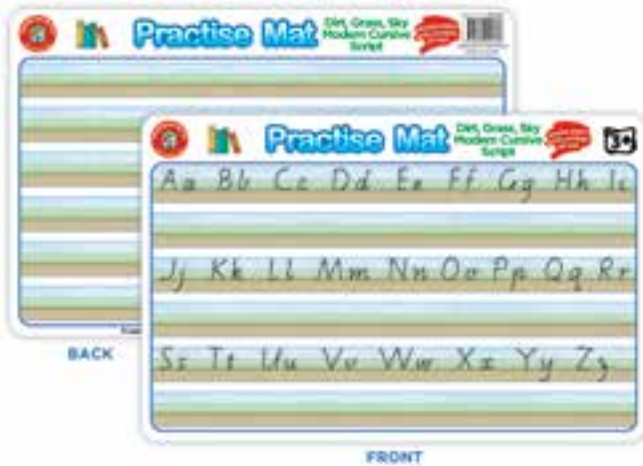 Practise Mat
Dirt, Grass, Sky
Modern Cursive
Script
Practise Mat
Dirt, Grass, Sky
Modern Cursive
Script
3+
Aa Bb Cc Dd Ee Ff Gg Hh Ii
Jj Kk Ll Mm Nn Oo Pp Qq Rr
Ss Tt Uu Vv Ww Xx Yy Zz
BACK
FRONT